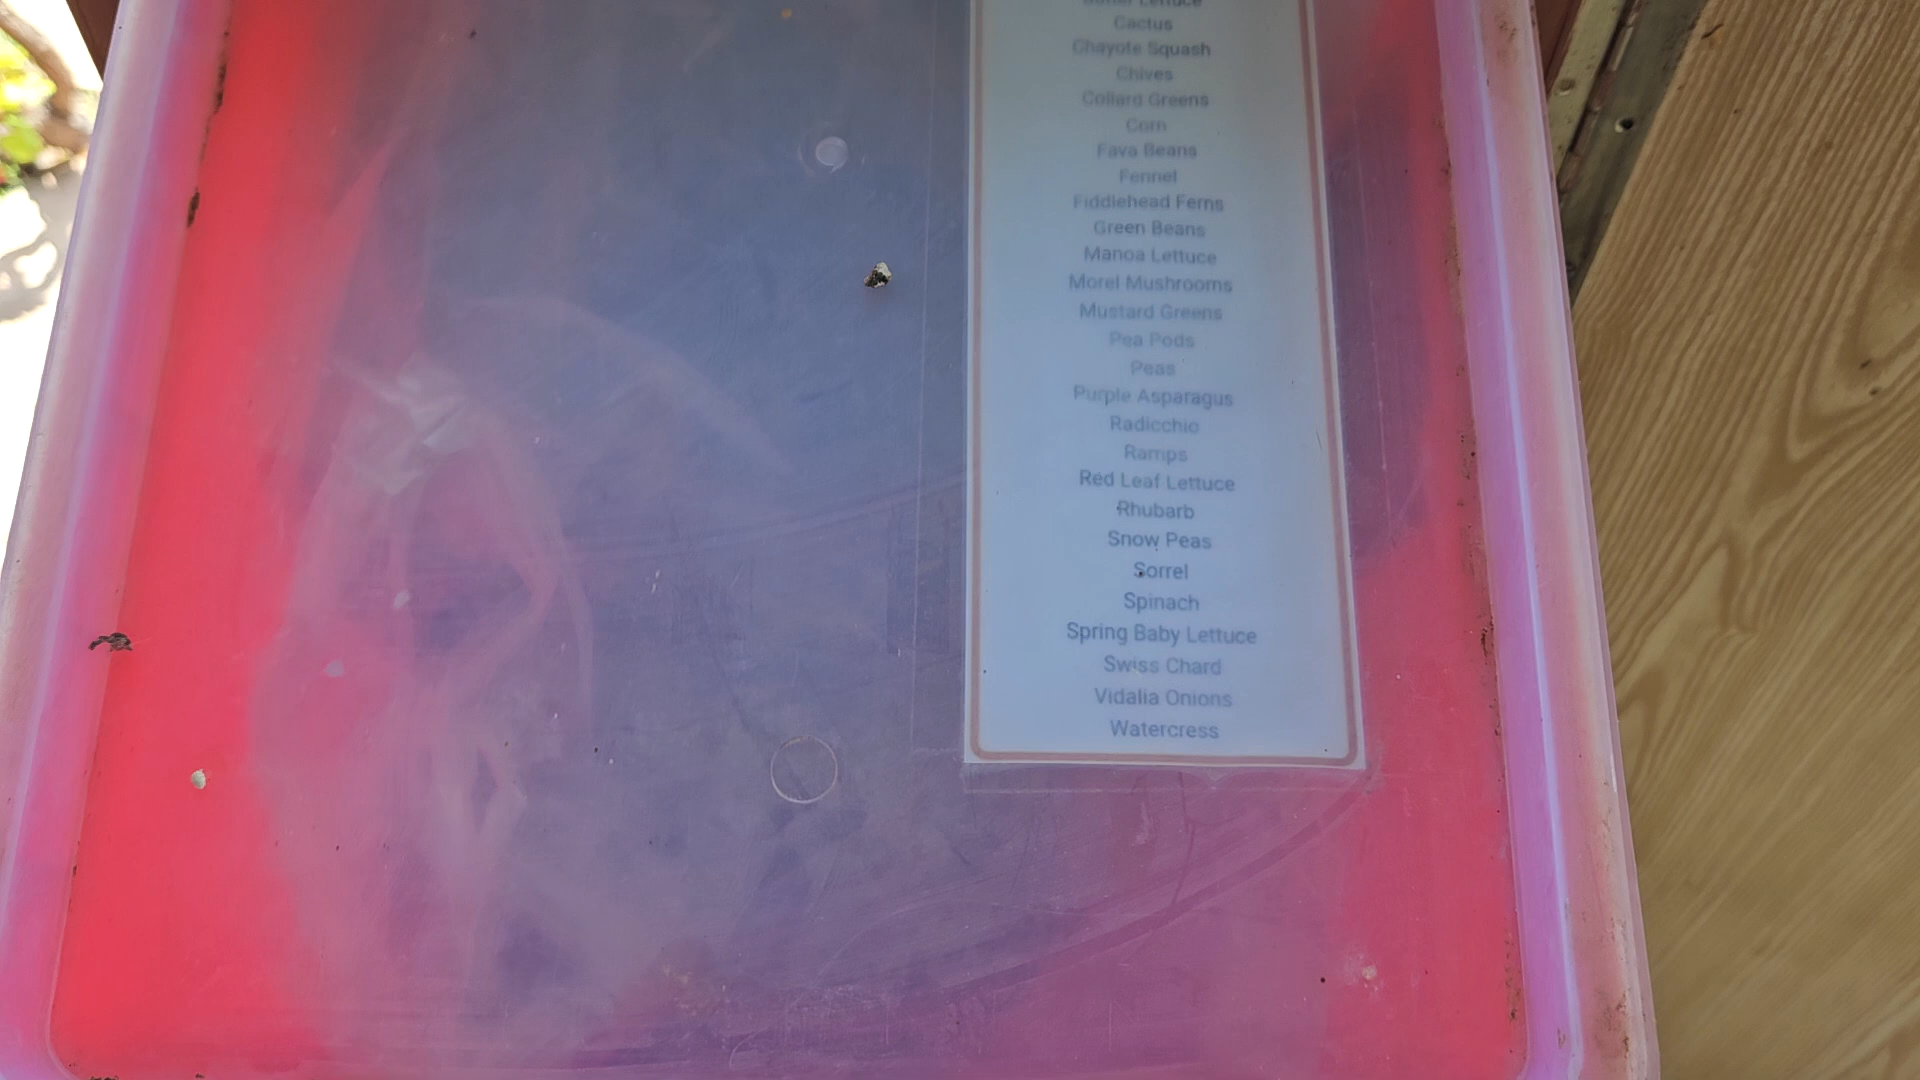 Lettuce
Cactus
Chayote Squash
Chives
Collard Greens
Corn
Fava Beans
Fennel
Fiddlehead Ferns
Green Beans
Manoa Lettuce
Morel Mushrooms
Mustard Greens
Pea Pods
Peas
Purple Asparagus
Radicchio
Ramps
Red Leaf Lettuce
Rhubarb
Snow Peas
Sorrel
Spinach
Spring Baby Lettuce
Swiss Chard
Vidalia Onions
Watercress